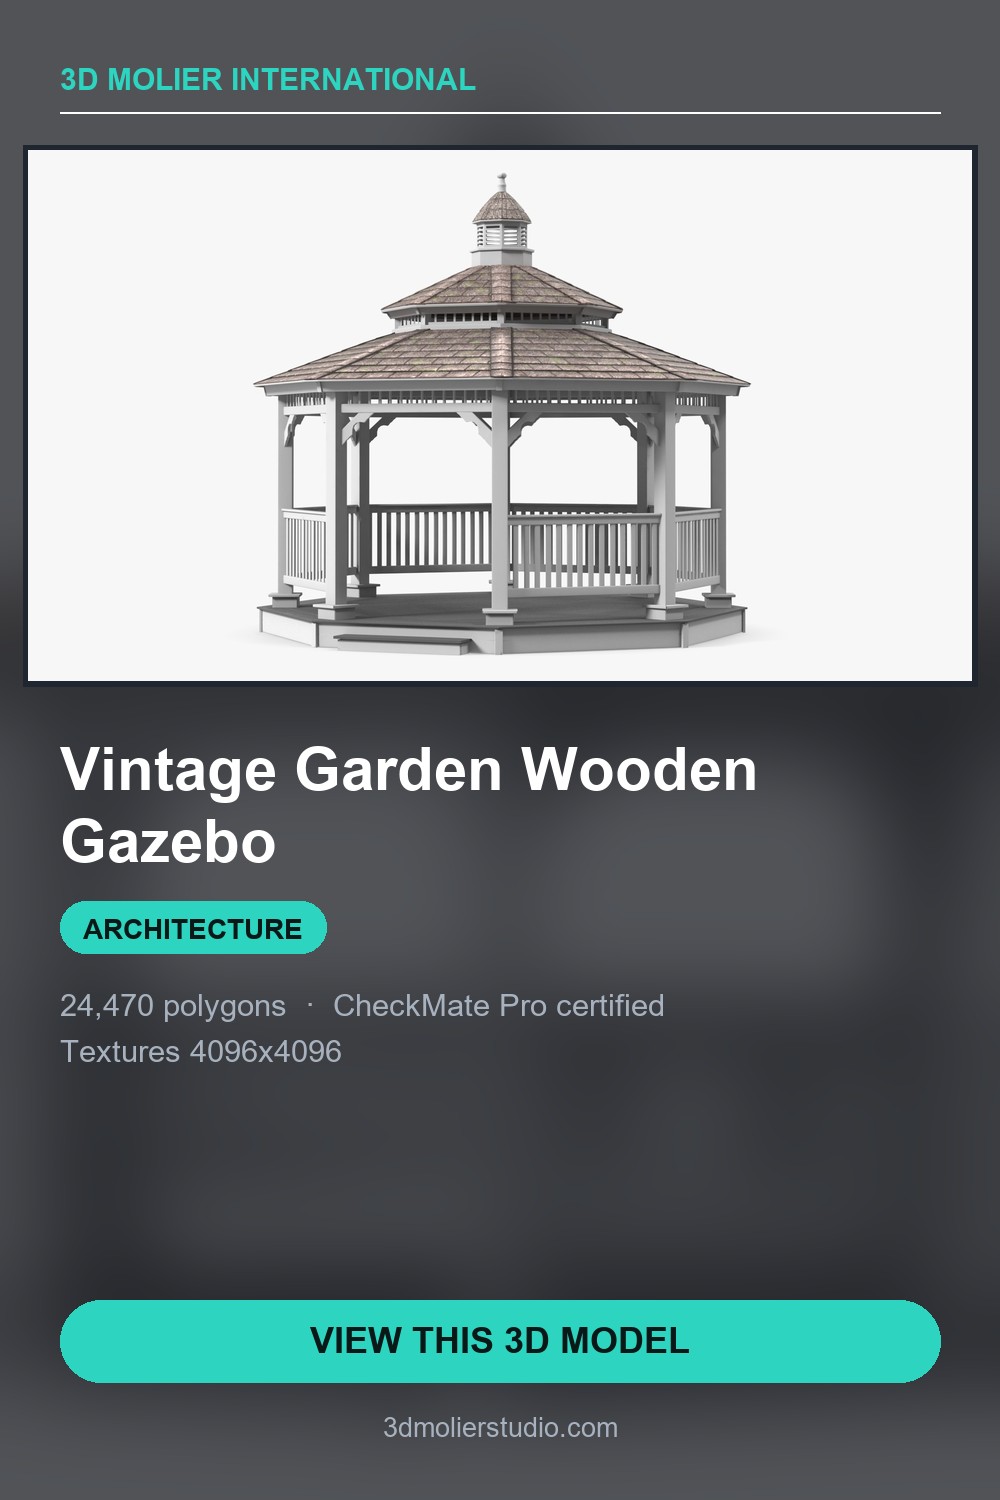 3D MOLIER INTERNATIONAL
Vintage Garden Wooden
Gazebo
ARCHITECTURE
24,470 polygons · CheckMate Pro certified
Textures 4096x4096
VIEW THIS 3D MODEL
3dmolierstudio.com